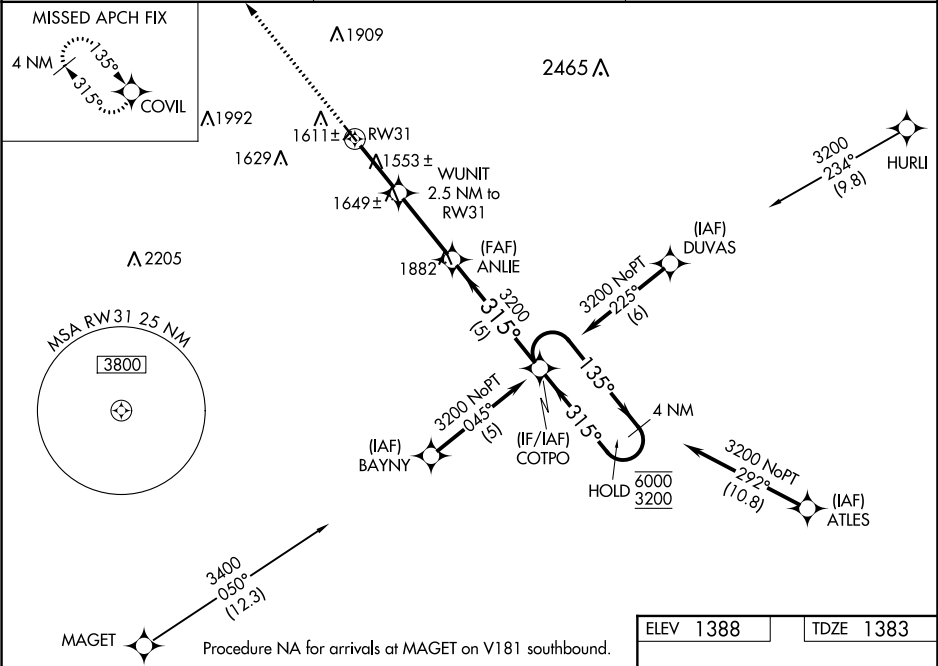 MISSED APCH FIX
4 NM
135°
315°
COVIL
1909
2465
1992
1611±
RW31
1629
1553 ±
WUNIT
2.5 NM to
RW31
1649±
3200
234°
(9.8)
HURLI
(IAF)
DUVAS
3200 NoPT
225°
(6)
2205
1882
(FAF)
ANLIE
3200
315°
(5)
MSA RW31 25 NM
3800
135°
315°
4 NM
3200 NoPT
045°
(5)
(IAF)
BAYNY
(IF/IAF)
COTPO
HOLD
6000
3200
3200 NoPT
292°
(10.8)
(IAF)
ATLES
3400
050°
(12.3)
MAGET
Procedure NA for arrivals at MAGET on V181 southbound.
ELEV 1388
TDZE 1383